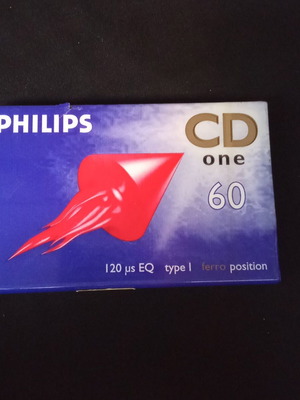 PHILIPS
CD
one
60
120 µs EQ type I ferro position